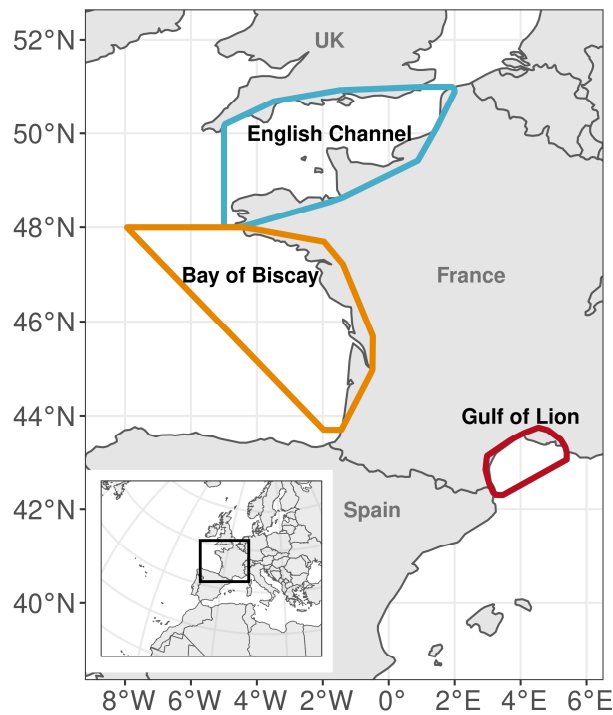 52°N
UK
50°N
English Channel
48°N
Bay of Biscay
France
46°N
44°N
Gulf of Lion
42°N
Spain
40°N
8°W 6°W 4°W 2°W 0° 2°E 4°E 6°E